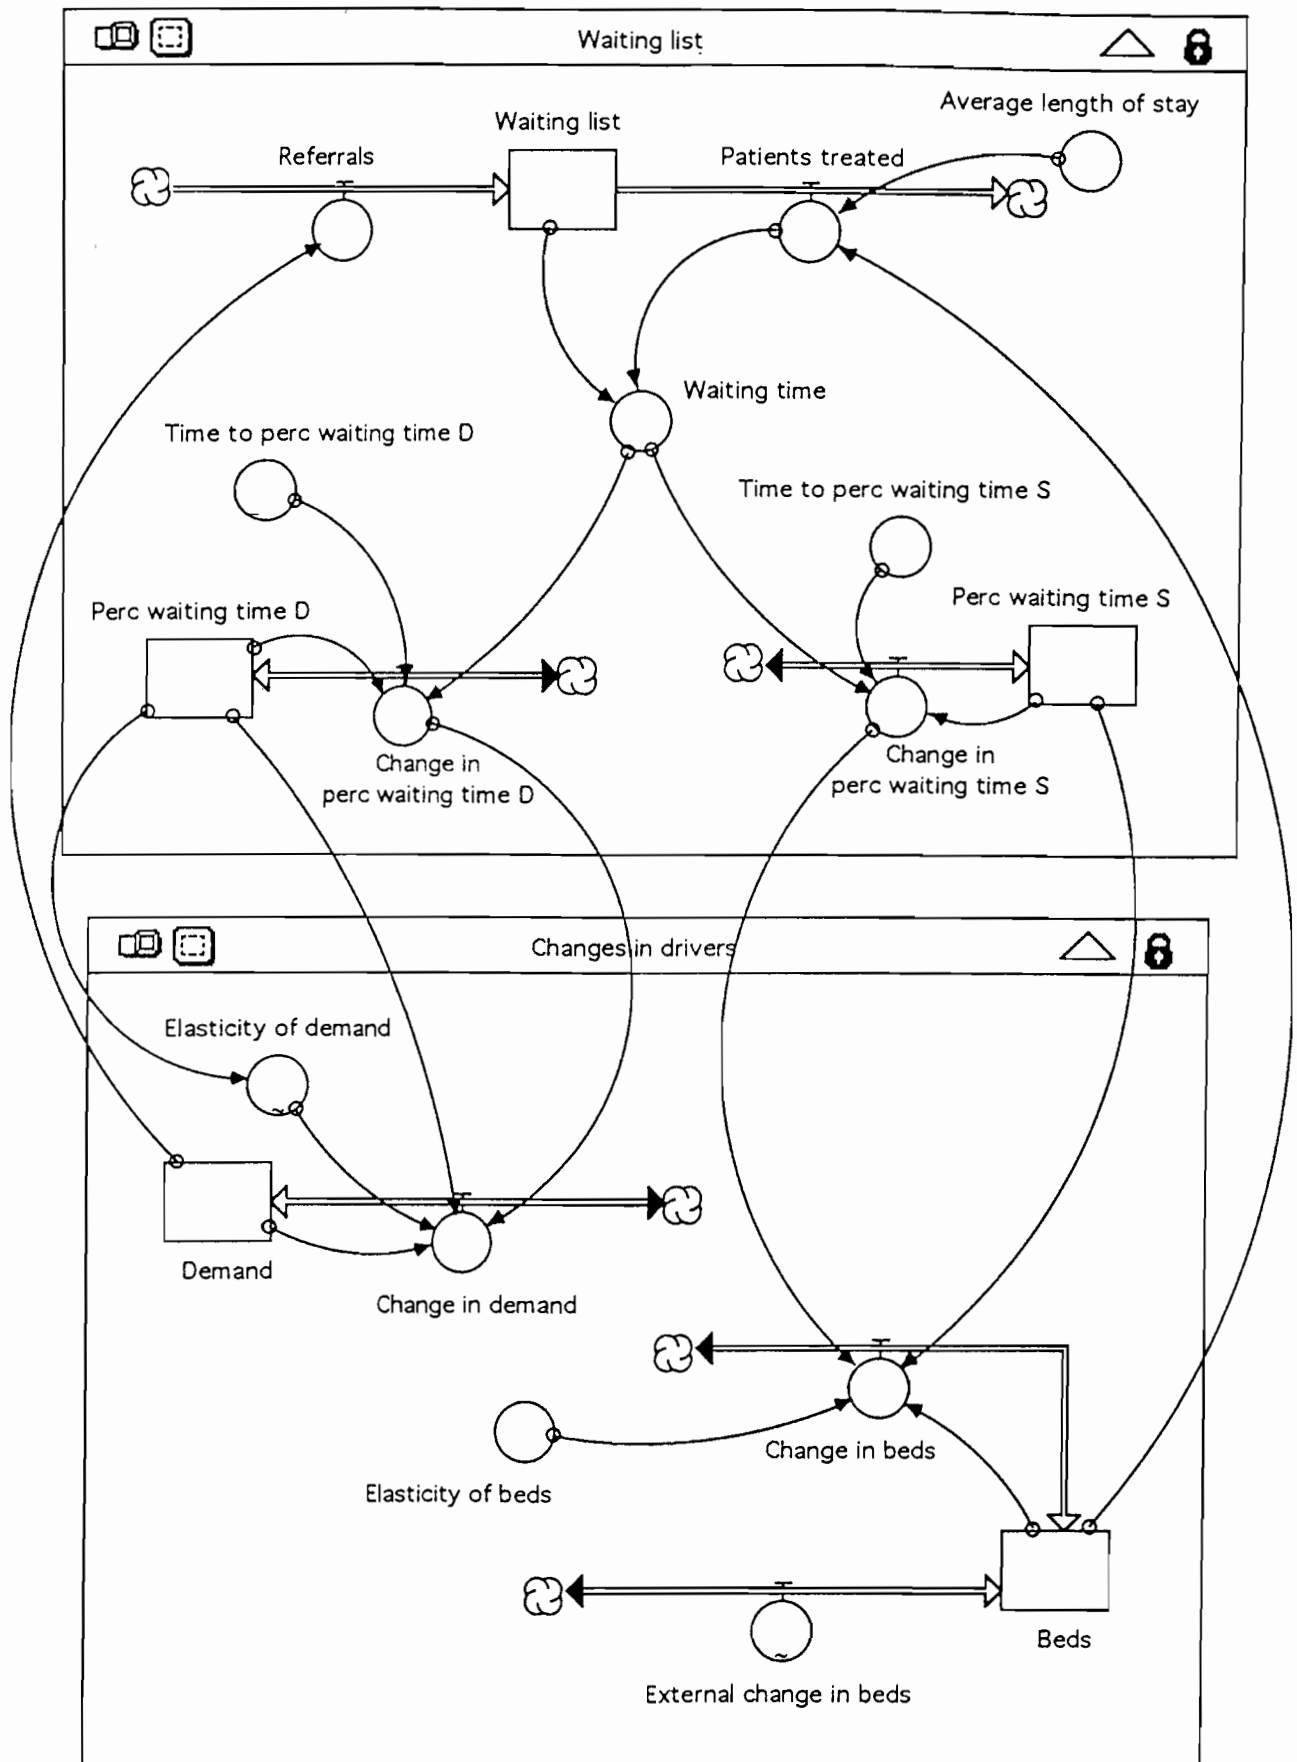 Waiting list
Average length of stay
Waiting list
Referrals
Patients treated
Waiting time
Time to perc waiting time D
Time to perc waiting time S
Perc waiting time D
Perc waiting time S
Change in
perc waiting time D
Change in
perc waiting time S
Changes in drivers
Elasticity of demand
~
Demand
Change in demand
Change in beds
Elasticity of beds
Beds
~
External change in beds